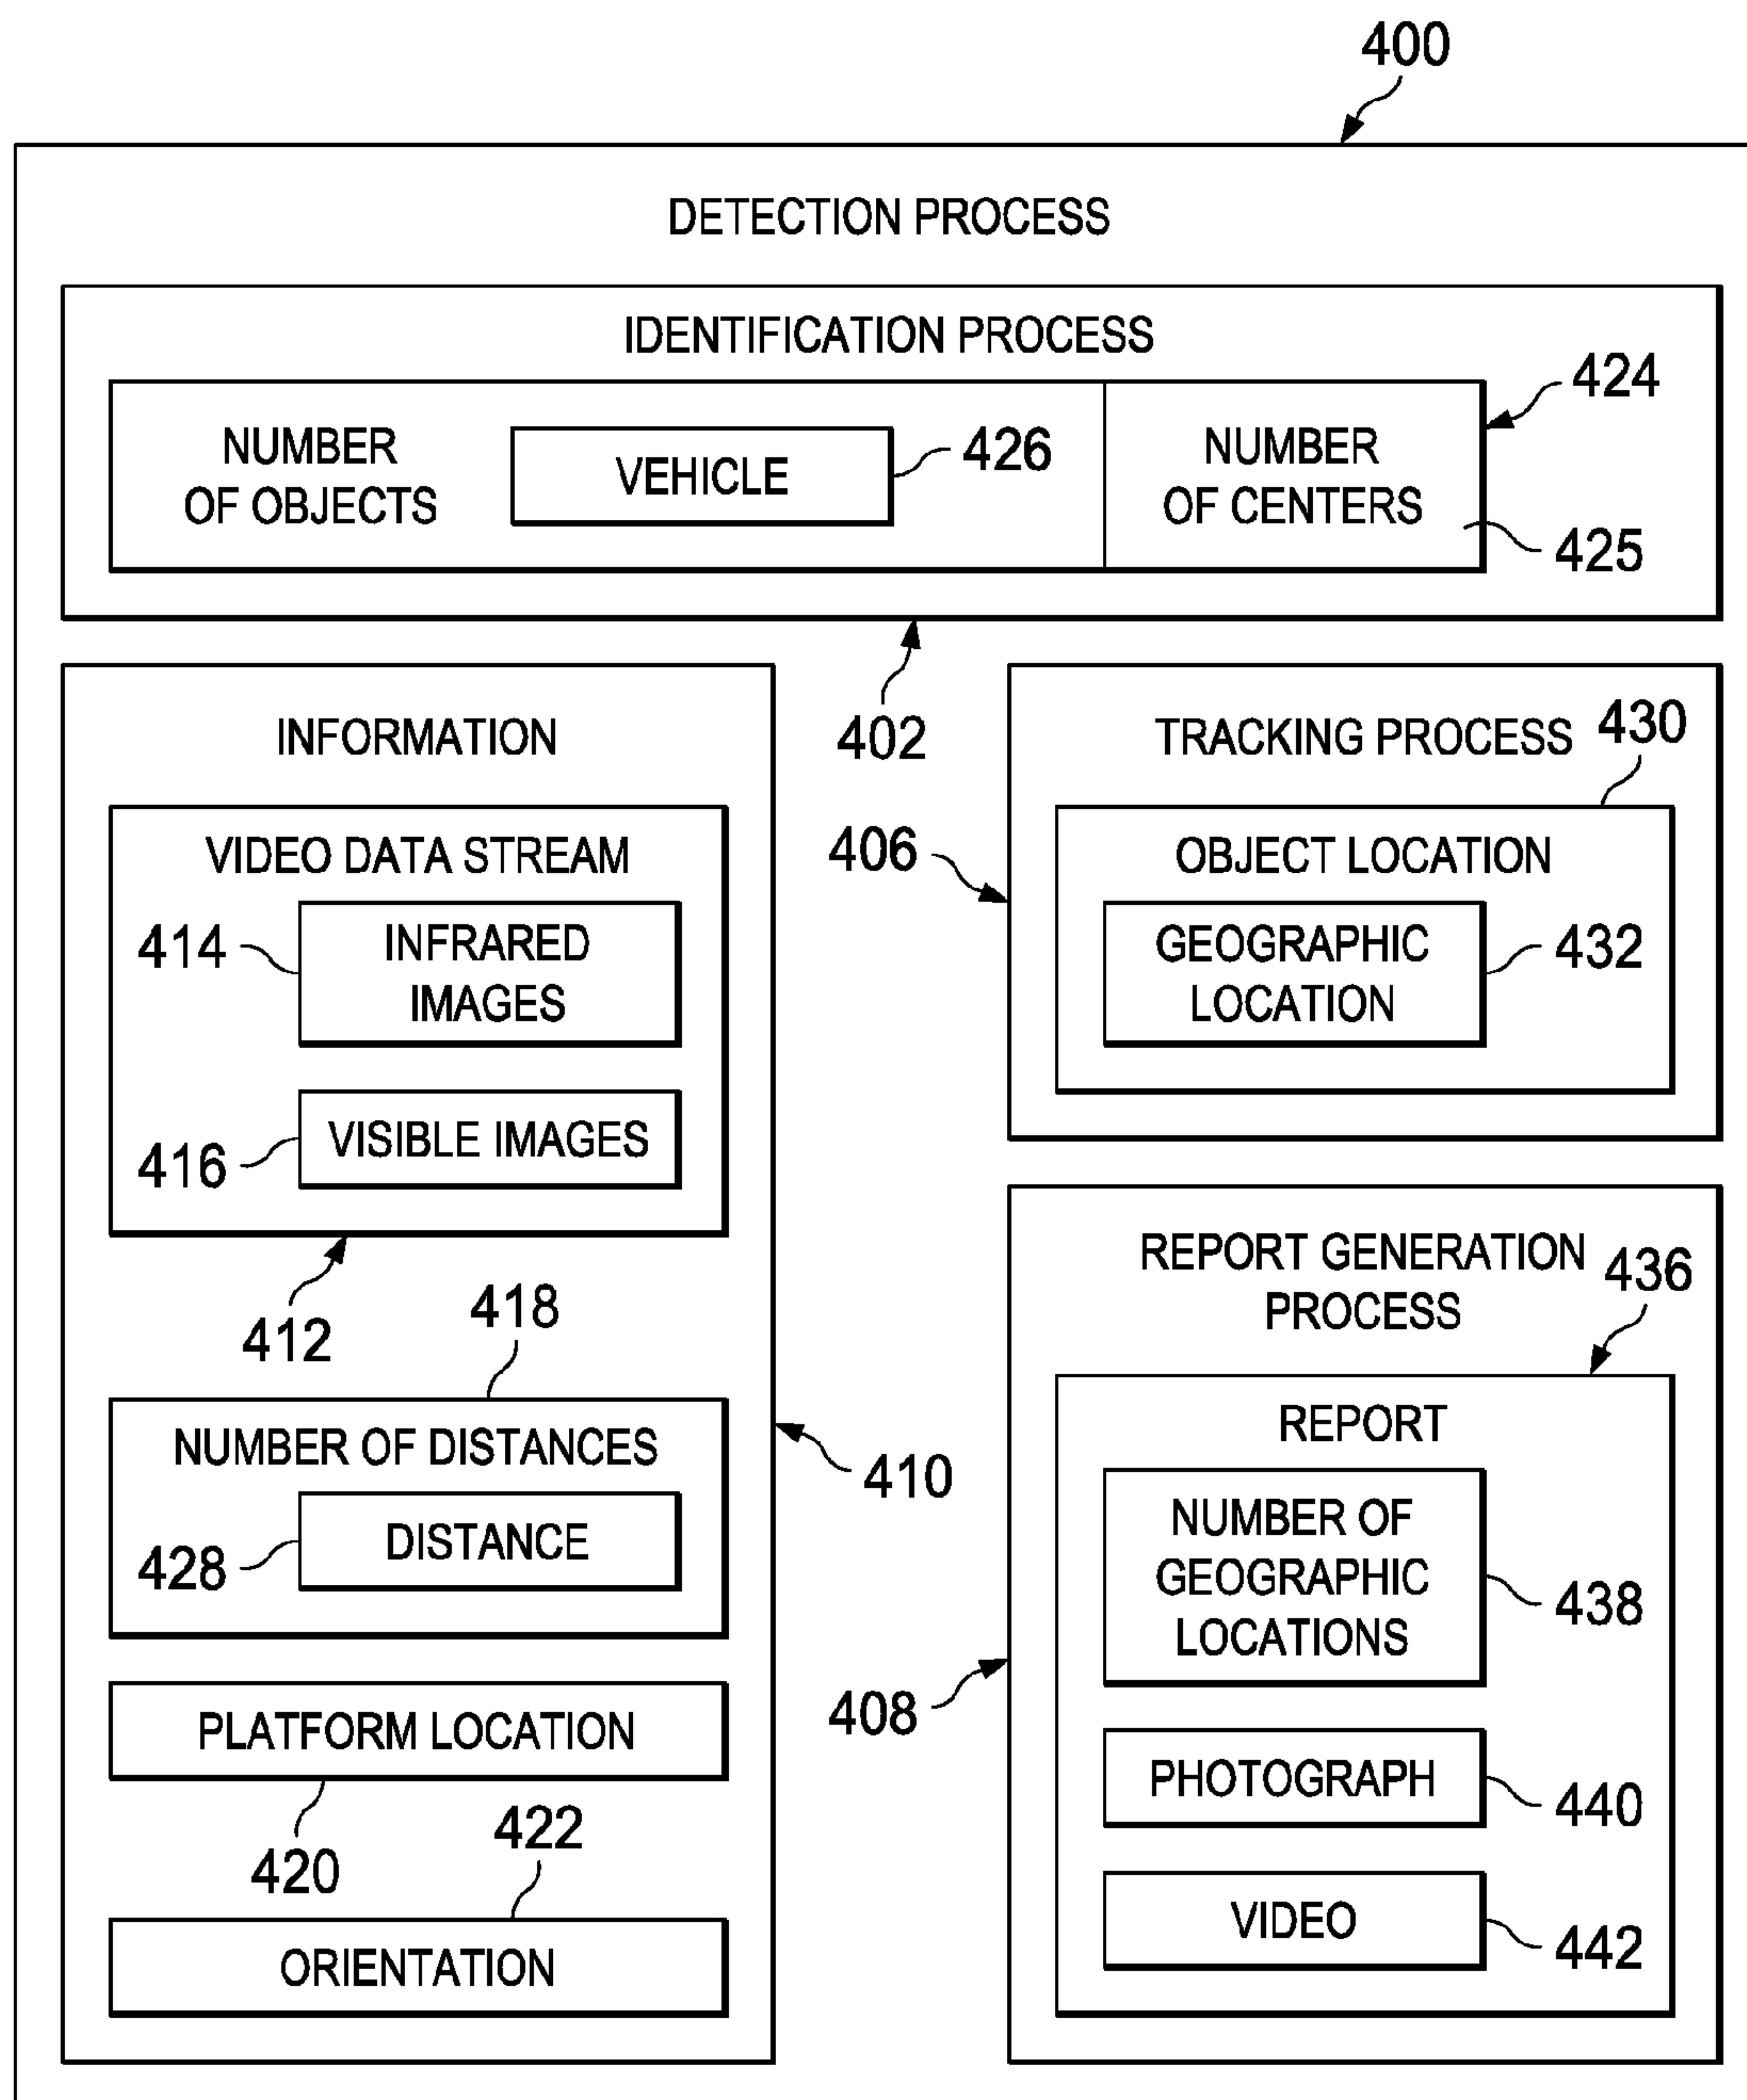 400
DETECTION PROCESS
IDENTIFICATION PROCESS
424
NUMBER
OF OBJECTS
VEHICLE
426
NUMBER
OF CENTERS
425
402
INFORMATION
VIDEO DATA STREAM
414
INFRARED
IMAGES
416
VISIBLE IMAGES
412
418
NUMBER OF DISTANCES
428
DISTANCE
410
PLATFORM LOCATION
420
422
ORIENTATION
TRACKING PROCESS
430
406
OBJECT LOCATION
GEOGRAPHIC
LOCATION
432
REPORT GENERATION
PROCESS
436
REPORT
NUMBER OF
GEOGRAPHIC
LOCATIONS
438
408
PHOTOGRAPH
440
VIDEO
442